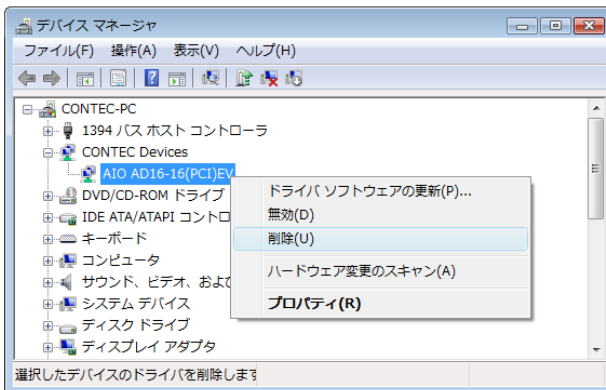 デバイス マネージャ
ファイル(F) 操作(A) 表示(V) ヘルプ(H)
CONTEC-PC
1394 バス ホスト コントローラ
CONTEC Devices
AIO AD16-16(PCI)EV
DVD/CD-ROM ドライブ
IDE ATA/ATAPI コントロ
キーボード
コンピュータ
サウンド、ビデオ、およ
システム デバイス
ディスク ドライブ
ディスプレイ アダプタ
ドライバ ソフトウェアの更新(P)...
無効(D)
削除(U)
ハードウェア変更のスキャン(A)
プロパティ(R)
選択したデバイスのドライバを削除します